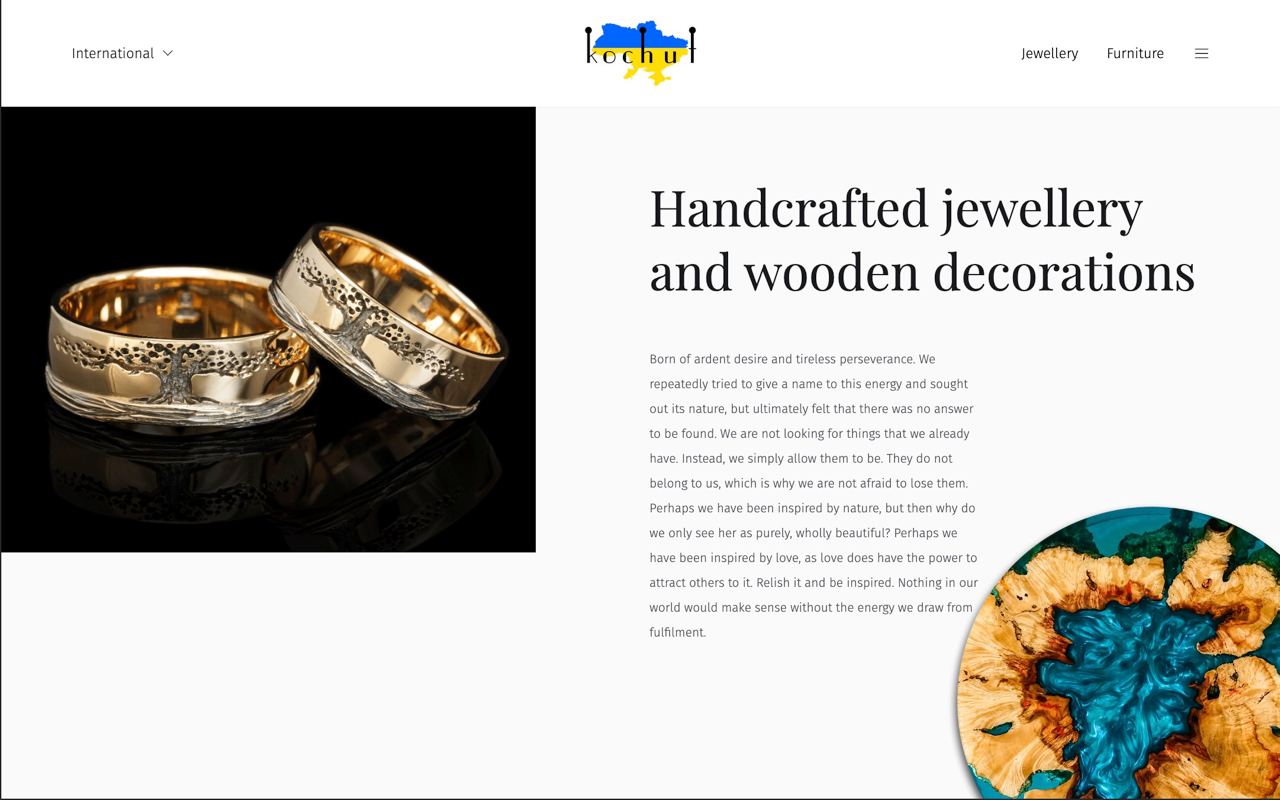 International
kochut
Jewellery
Furniture
Handcrafted jewellery
and wooden decorations
Born of ardent desire and tireless perseverance. We
repeatedly tried to give a name to this energy and sought
out its nature, but ultimately felt that there was no answer
to be found. We are not looking for things that we already
have. Instead, we simply allow them to be. They do not
belong to us, which is why we are not afraid to lose them.
Perhaps we have been inspired by nature, but then why do
we only see her as purely, wholly beautiful? Perhaps we
have been inspired by love, as love does have the power to
attract others to it. Relish it and be inspired. Nothing in our
world would make sense without the energy we draw from
fulfilment.